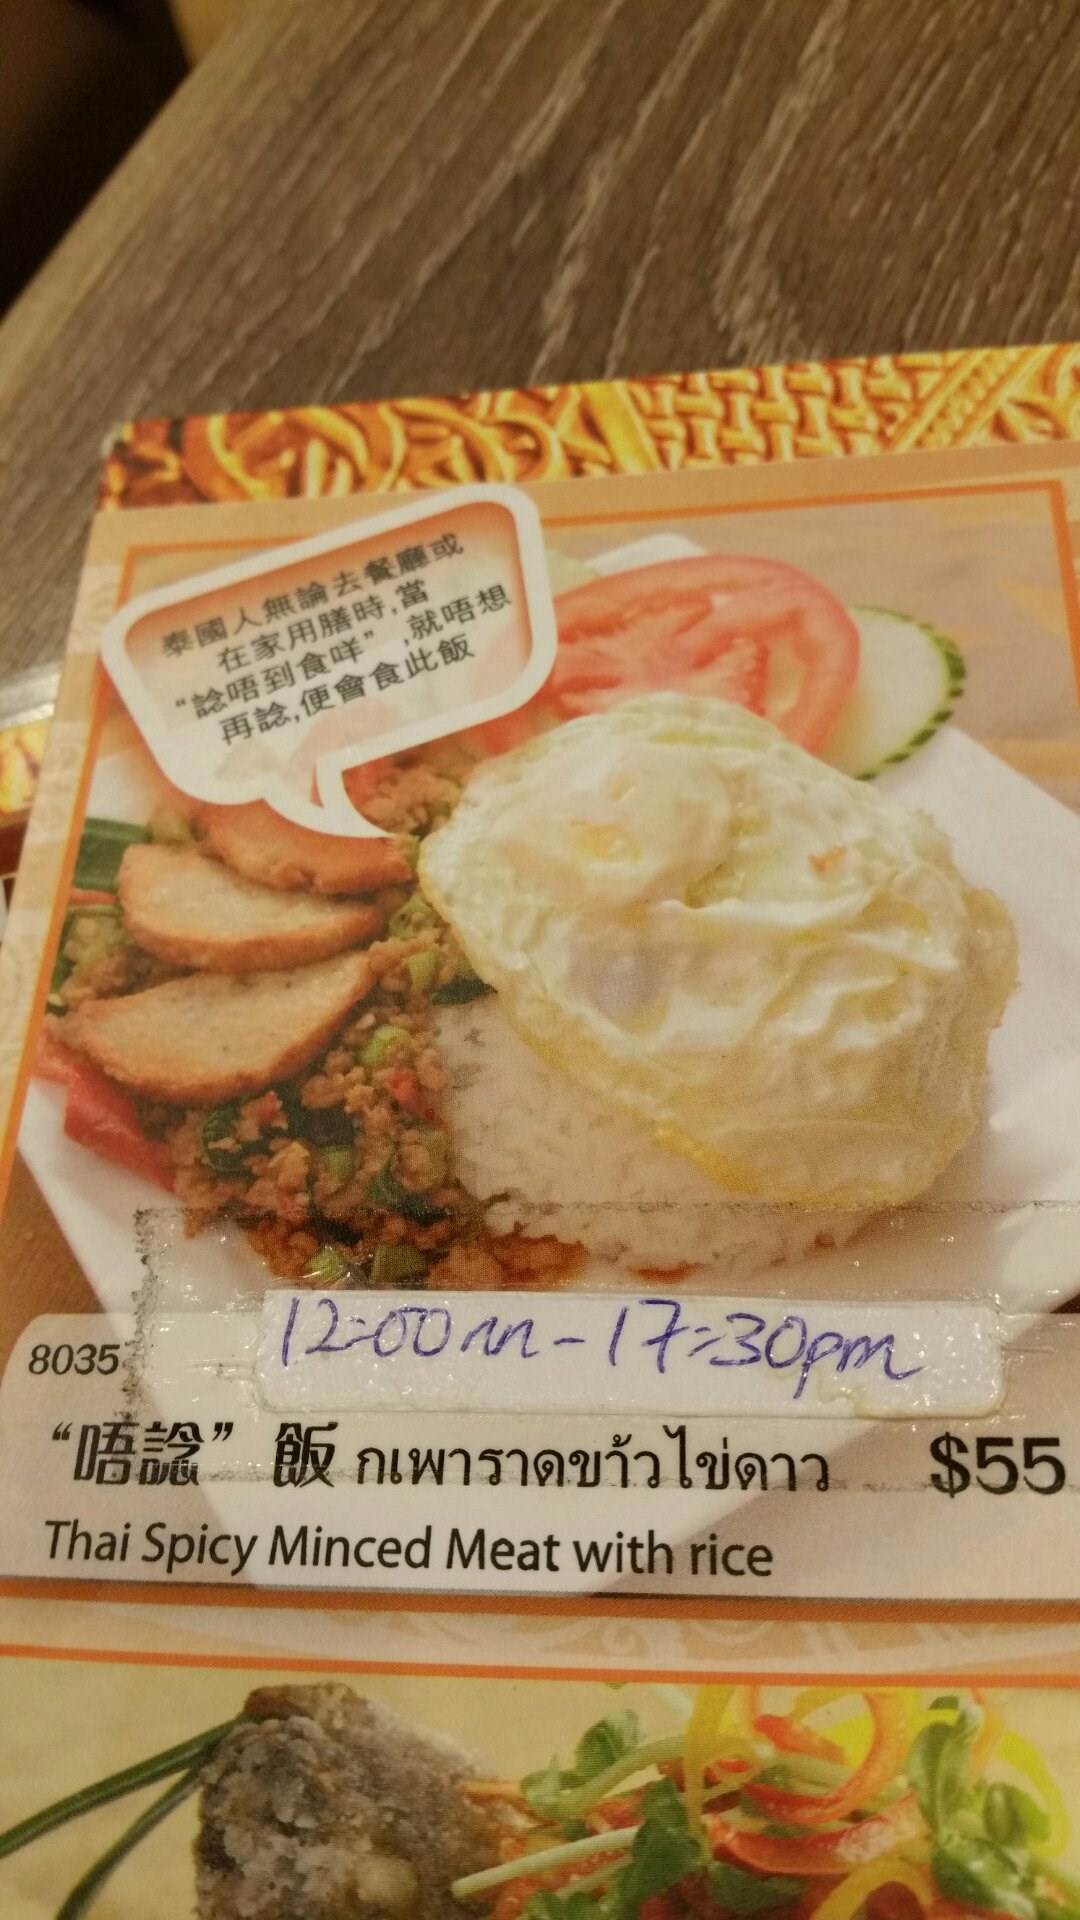 泰國人無論去餐廳或
在家用膳時,當
“諗唔到食咩”,就唔想
再諗,便會食此飯
12:00nn-17:30pm
8035
“唔諗” 飯 กเพาราดขา้วไข่ดาว $55
Thai Spicy Minced Meat with rice